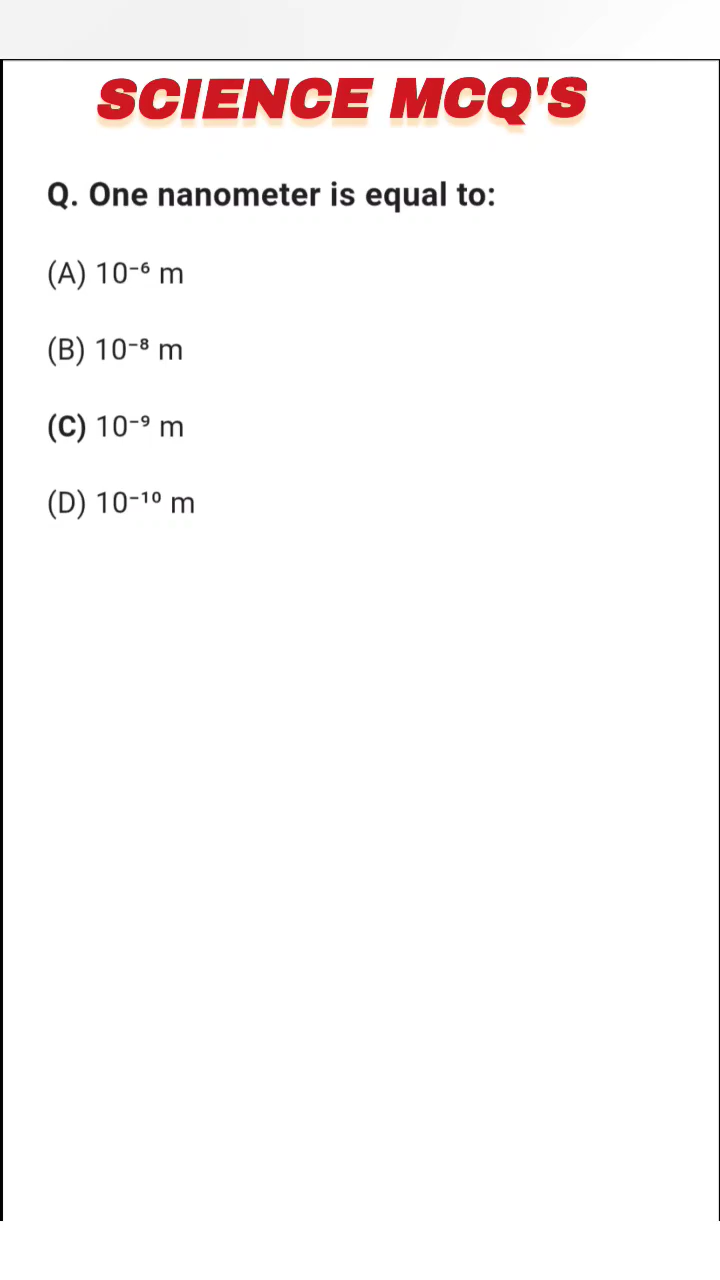 SCIENCE MCQ'S
Q. One nanometer is equal to:
(A) 10⁻⁶ m
(B) 10⁻⁸ m
(C) 10⁻⁹ m
(D) 10⁻¹⁰ m